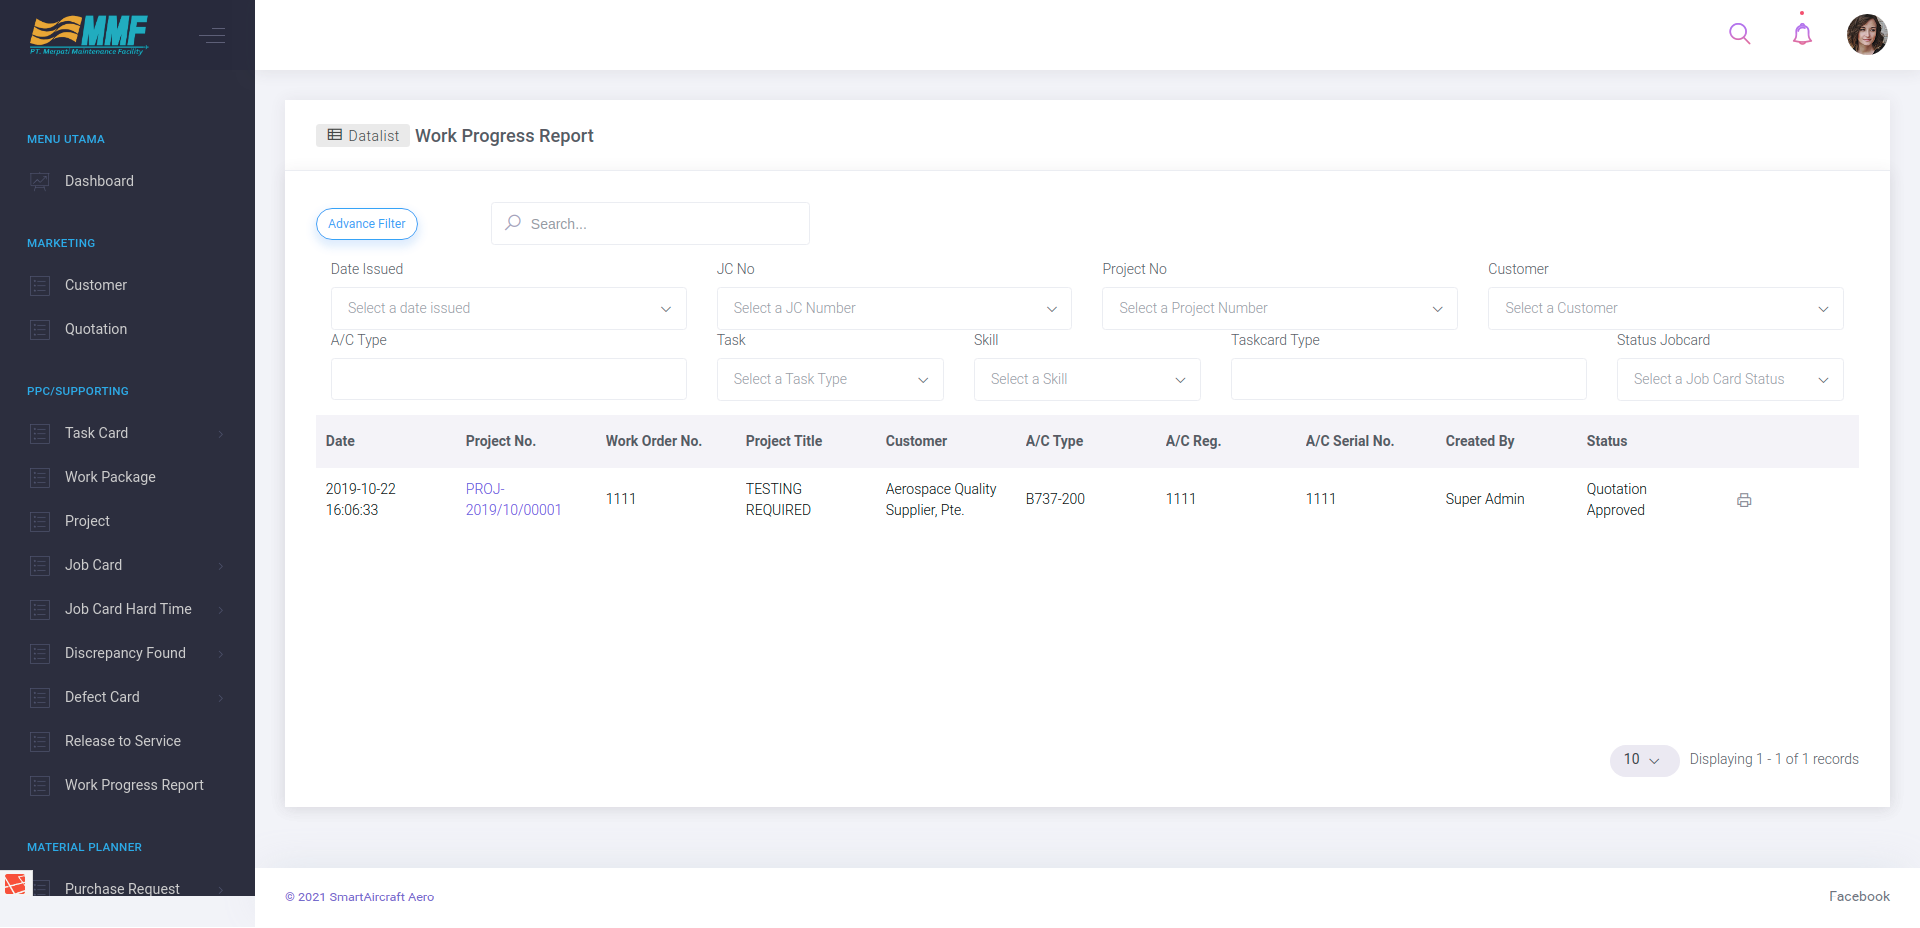 MMF
PT. Merpati Maintenance Facility
MENU UTAMA
Dashboard
MARKETING
Customer
Quotation
PPC/SUPPORTING
Task Card
Work Package
Project
Job Card
Job Card Hard Time
Discrepancy Found
Defect Card
Release to Service
Work Progress Report
MATERIAL PLANNER
Purchase Request
Datalist Work Progress Report
Advance Filter Search...
Date Issued JC No Project No Customer
Select a date issued Select a JC Number Select a Project Number Select a Customer
A/C Type Task Skill Taskcard Type Status Jobcard
Select a Task Type Select a Skill Select a Job Card Status
Date Project No. Work Order No. Project Title Customer A/C Type A/C Reg. A/C Serial No. Created By Status
2019-10-22 PROJ- TESTING Aerospace Quality Quotation
1111 B737-200 1111 1111 Super Admin
16:06:33 2019/10/00001 REQUIRED Supplier, Pte. Approved
10 Displaying 1 - 1 of 1 records
© 2021 SmartAircraft Aero Facebook